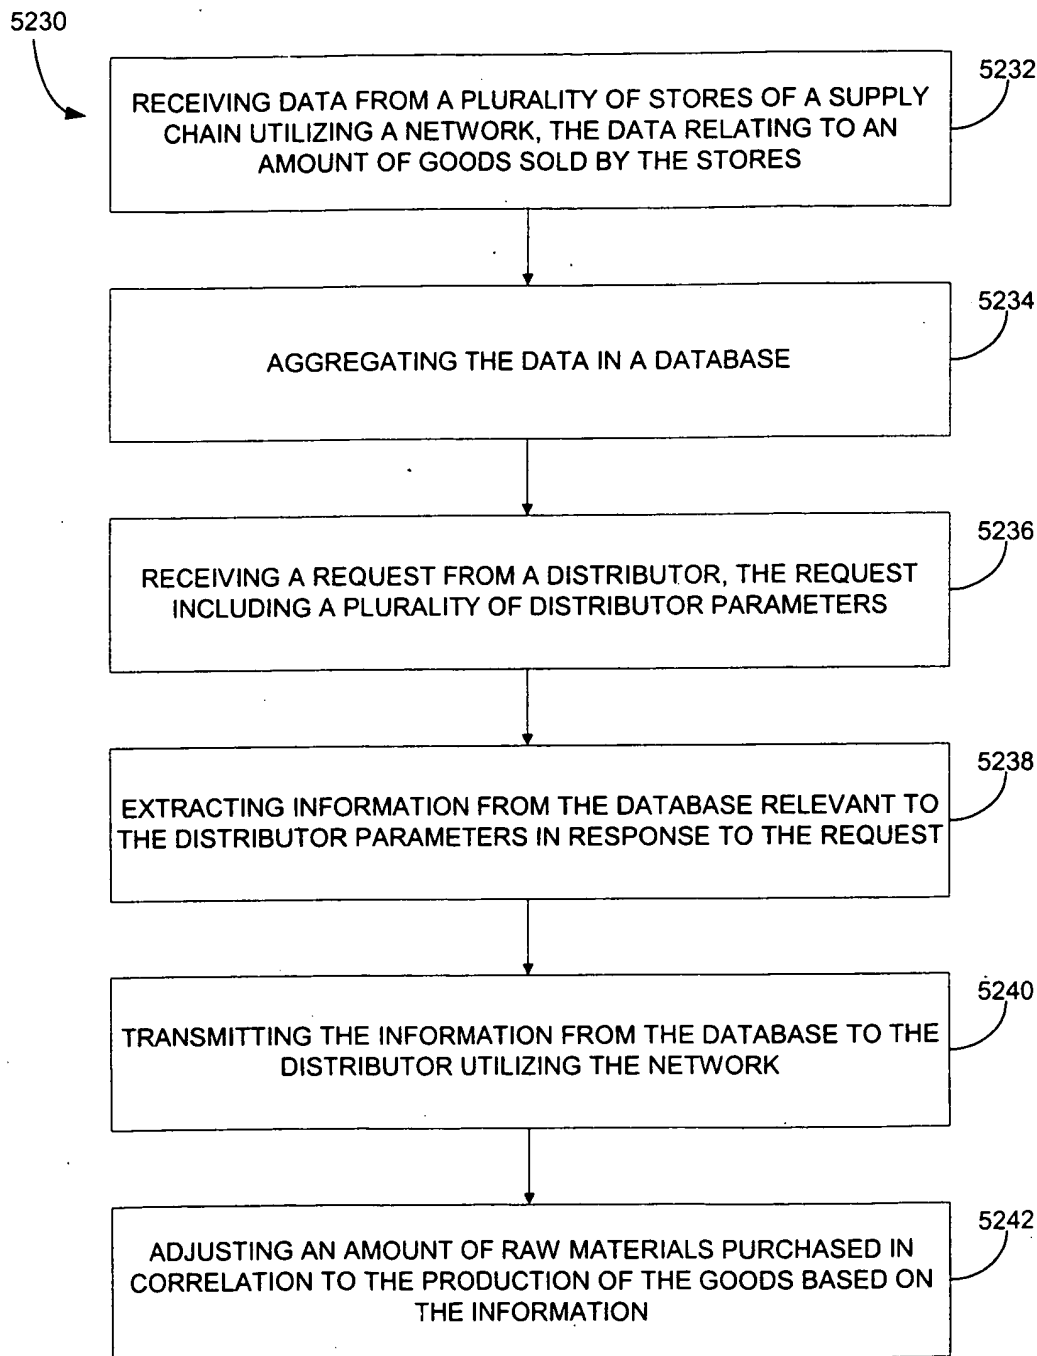 5230
5232
RECEIVING DATA FROM A PLURALITY OF STORES OF A SUPPLY
CHAIN UTILIZING A NETWORK, THE DATA RELATING TO AN
AMOUNT OF GOODS SOLD BY THE STORES
5234
AGGREGATING THE DATA IN A DATABASE
5236
RECEIVING A REQUEST FROM A DISTRIBUTOR, THE REQUEST
INCLUDING A PLURALITY OF DISTRIBUTOR PARAMETERS
5238
EXTRACTING INFORMATION FROM THE DATABASE RELEVANT TO
THE DISTRIBUTOR PARAMETERS IN RESPONSE TO THE REQUEST
5240
TRANSMITTING THE INFORMATION FROM THE DATABASE TO THE
DISTRIBUTOR UTILIZING THE NETWORK
5242
ADJUSTING AN AMOUNT OF RAW MATERIALS PURCHASED IN
CORRELATION TO THE PRODUCTION OF THE GOODS BASED ON
THE INFORMATION